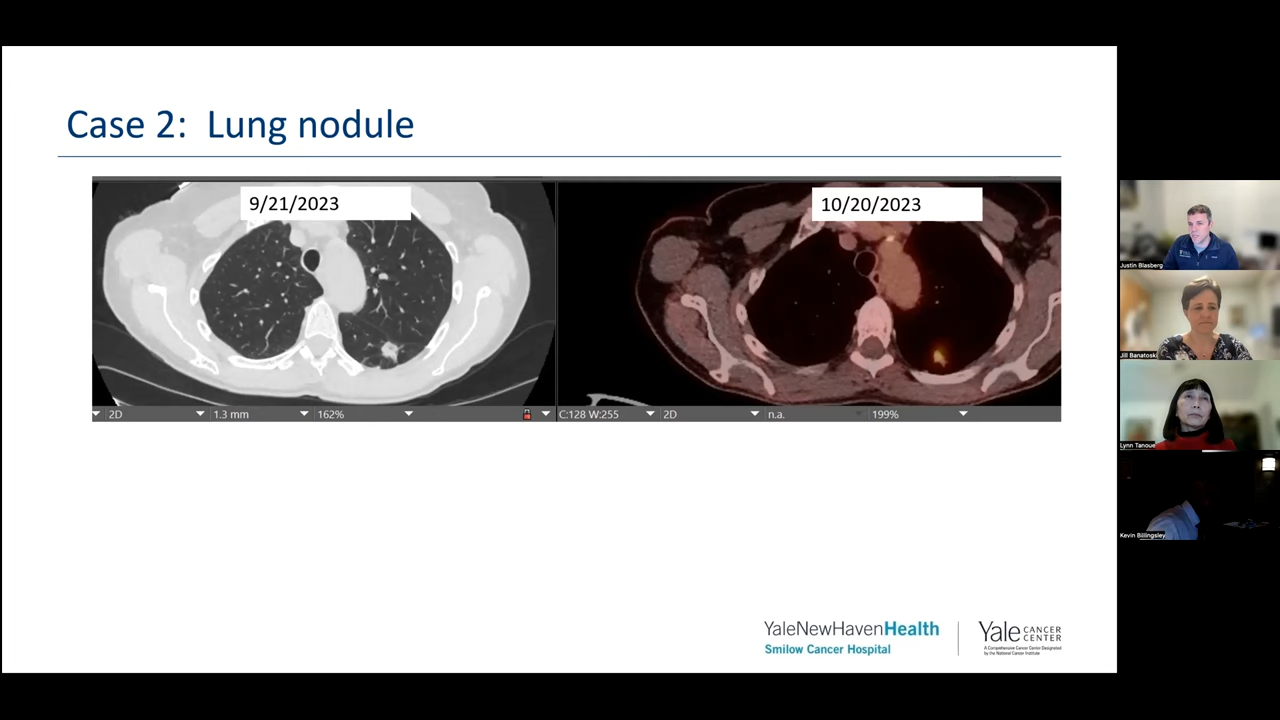 Case 2:  Lung nodule
9/21/2023
10/20/2023
2D
1.3 mm
162%
C:128 W:255
2D
n.a.
199%
YaleNewHavenHealth
Smilow Cancer Hospital
Yale CANCER CENTER
A Comprehensive Cancer Center Designated
by the National Cancer Institute
Justin Blasberg
Jill Banatoski
Lynn Tanoue
Kevin Billingsley